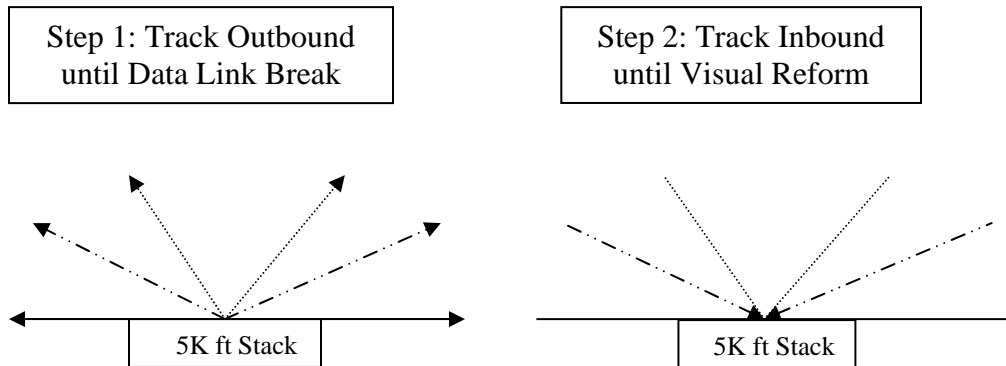 Step 1: Track Outbound
until Data Link Break
Step 2: Track Inbound
until Visual Reform
5K ft Stack
5K ft Stack